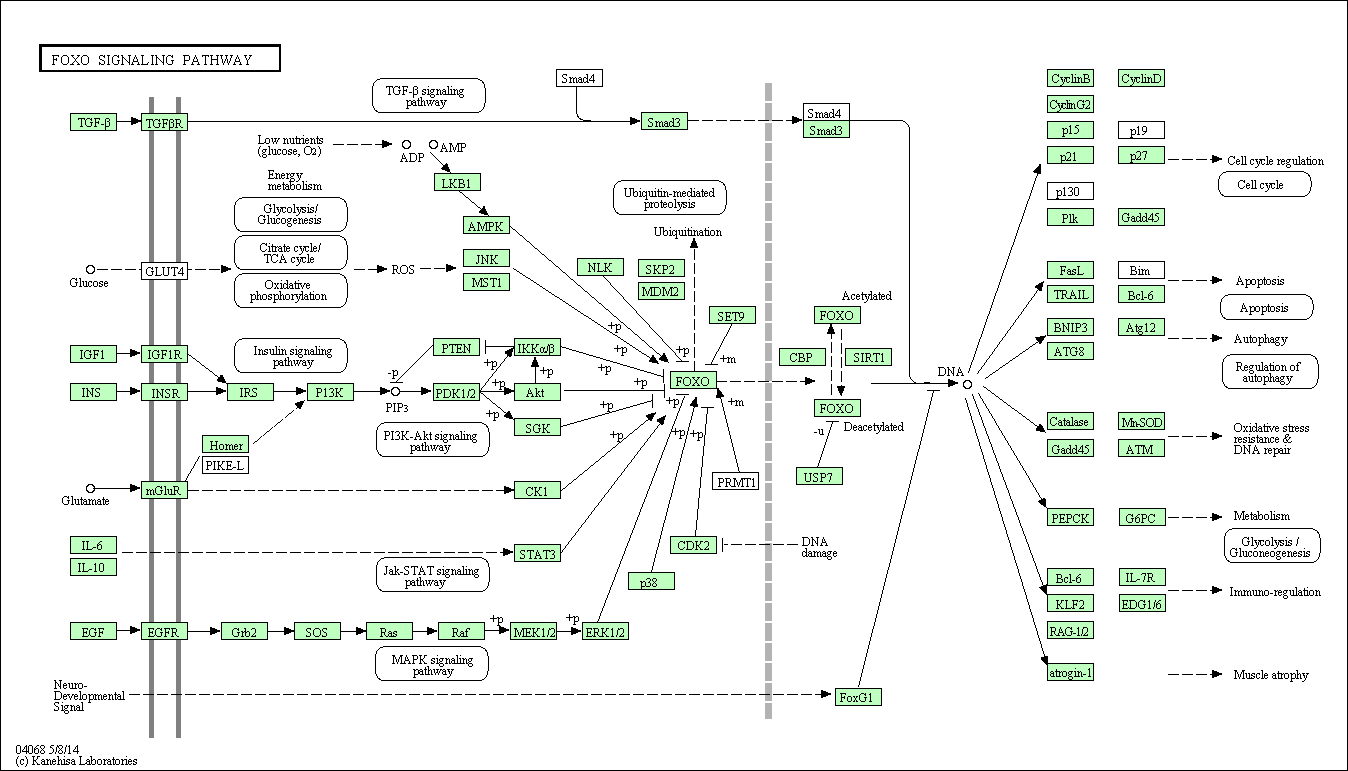 FOXO SIGNALING PATHWAY
TGF-β
TGFβR
TGF-β signaling
pathway
Smad4
Smad3
Smad4
Smad3
Low nutrients
(glucose, O2)
ADP
AMP
LKB1
AMPK
Energy
metabolism
Glycolysis/
Glucogenesis
Citrate cycle/
TCA cycle
Oxidative
phosphorylation
Glucose
GLUT4
ROS
JNK
MST1
NLK
SKP2
MDM2
Ubiquitin-mediated
proteolysis
Ubiquitination
SET9
+p
+p
+p
+m
IGF1
IGF1R
Insulin signaling
pathway
PTEN
IKKα/β
+p
+p
-p
INS
INSR
IRS
P13K
PIP3
PDK1/2
+p
+p
Akt
+p
+p
SGK
+p
FOXO
+p
+p
+p
+m
PI3K-Akt signaling
pathway
Homer
PIKE-L
Glutamate
mGluR
CK1
PRMT1
IL-6
IL-10
STAT3
Jak-STAT signaling
pathway
CDK2
DNA
damage
p38
EGF
EGFR
Grb2
SOS
Ras
Raf
+p
MEK1/2
+p
ERK1/2
MAPK signaling
pathway
Neuro-
Developmental
Signal
FoxG1
Acetylated
FOXO
CBP
SIRT1
FOXO
-u
Deacetylated
USP7
DNA
CyclinB
CyclinD
CyclinG2
p15
p19
p21
p27
Cell cycle regulation
Cell cycle
p130
Plk
Gadd45
FasL
Bim
Apoptosis
TRAIL
Bcl-6
Apoptosis
BNIP3
Atg12
Autophagy
ATG8
Regulation of
autophagy
Catalase
Mn-SOD
Oxidative stress
resistance &
DNA repair
Gadd45
ATM
PEPCK
G6PC
Metabolism
Glycolysis /
Gluconeogenesis
Bcl-6
IL-7R
Immuno-regulation
KLF2
EDG1/6
RAG-1/2
atrogin-1
Muscle atrophy
04068 5/8/14
(c) Kanehisa Laboratories